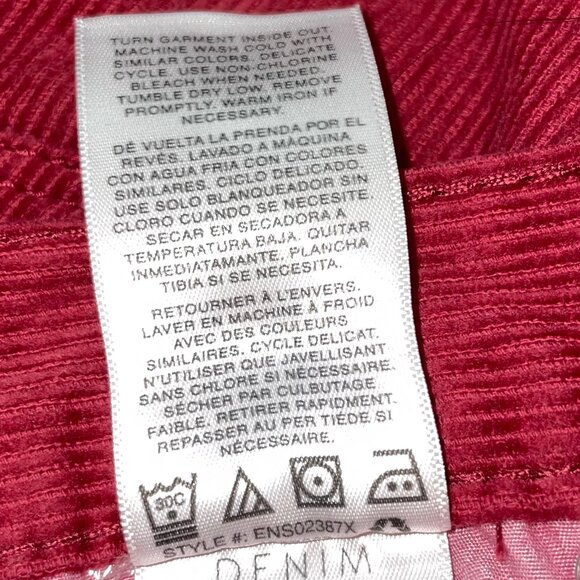 TURN GARMENT INSIDE OUT
MACHINE WASH COLD WITH
SIMILAR COLORS. DELICATE
CYCLE. USE NON-CHLORINE
BLEACH WHEN NEEDED
TUMBLE DRY LOW. REMOVE
PROMPTLY. WARM IRON IF
NECESSARY.
DÉ VUELTA LA PRENDA POR EL
REVÉS. LAVADO A MÁQUINA
CON AGUA FRIA CON COLORES
SIMILARES. CICLO DELICADO.
USE SOLO BLANQUEADOR SIN
CLORO CUANDO SE NECESITE.
SECAR EN SECADORA A
TEMPERATURA BAJA. QUITAR
INMEDIATAMANTE. PLANCHA
TIBIA SI SE NECESITA.
RETOURNER À L'ENVERS.
LAVER EN MACHINE À FROID
AVEC DES COULEURS
SIMILAIRES. CYCLE DELICAT.
N'UTILISER QUE JAVELLISANT
SANS CHLORE SI NÉCESSAIRE.
SÉCHER PAR CULBUTAGE
FAIBLE. RETIRER RAPIDMENT.
REPASSER AU PER TIÈDE SI
NÉCESSAIRE.
30C
STYLE #: ENS02387X
DENIM